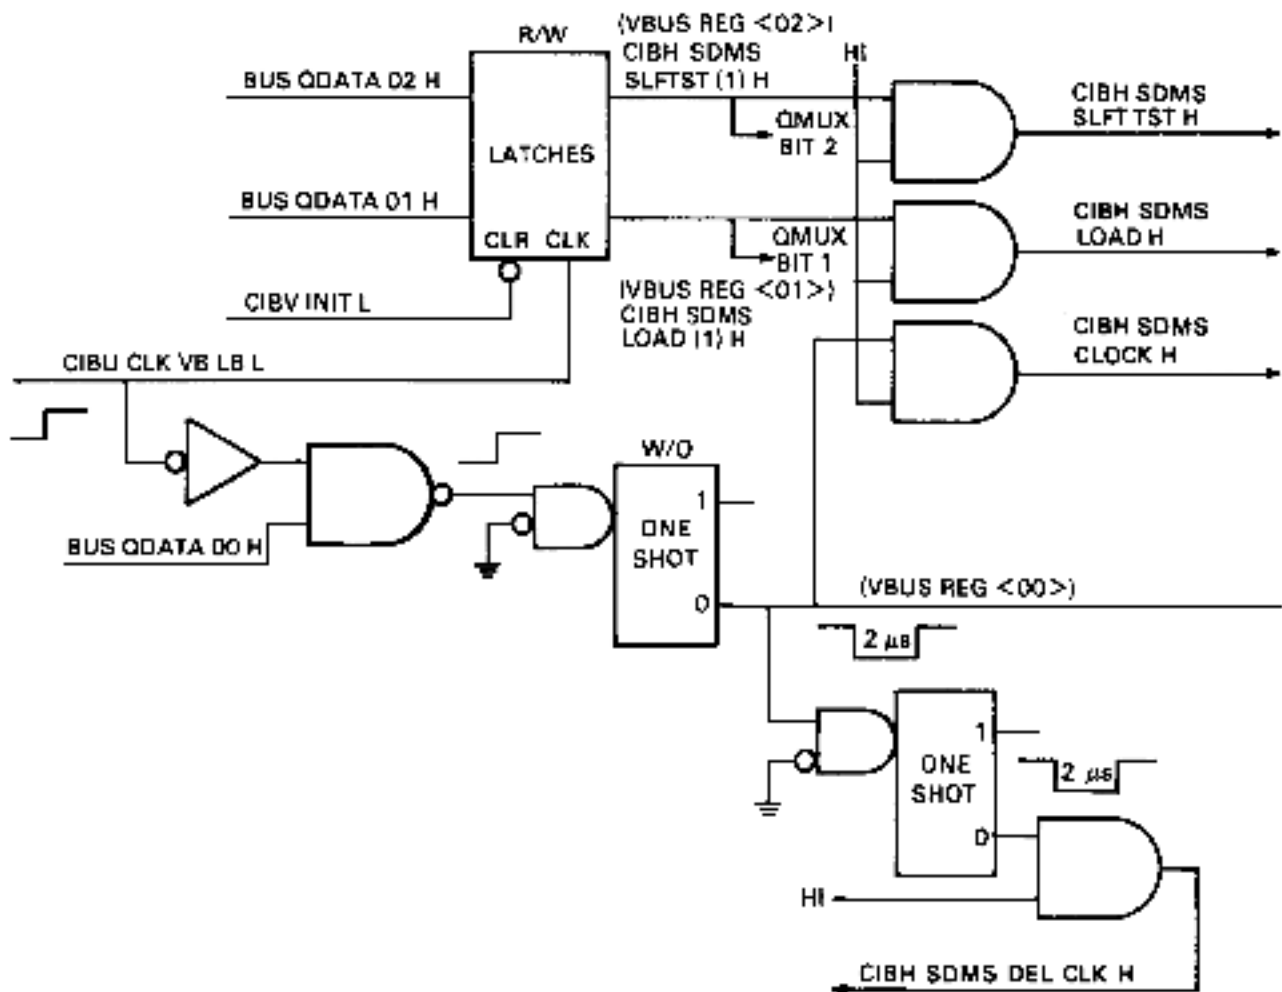 R/W
(VBUS REG <02>)
CIBH SDMS
SLFTST (1) H
HI
BUS QDATA 02 H
LATCHES
QMUX
BIT 2
CIBH SDMS
SLFT TST H
BUS QDATA 01 H
CLR CLK
QMUX
BIT 1
CIBH SDMS
LOAD H
CIBV INIT L
(VBUS REG <01>)
CIBH SDMS
LOAD (1) H
CIBH SDMS
CLOCK H
CIBU CLK VB LB L
W/O
1
ONE
SHOT
0
BUS QDATA 00 H
(VBUS REG <00>)
2 μs
1
ONE
SHOT
0
2 μs
HI
CIBH SDMS DEL CLK H